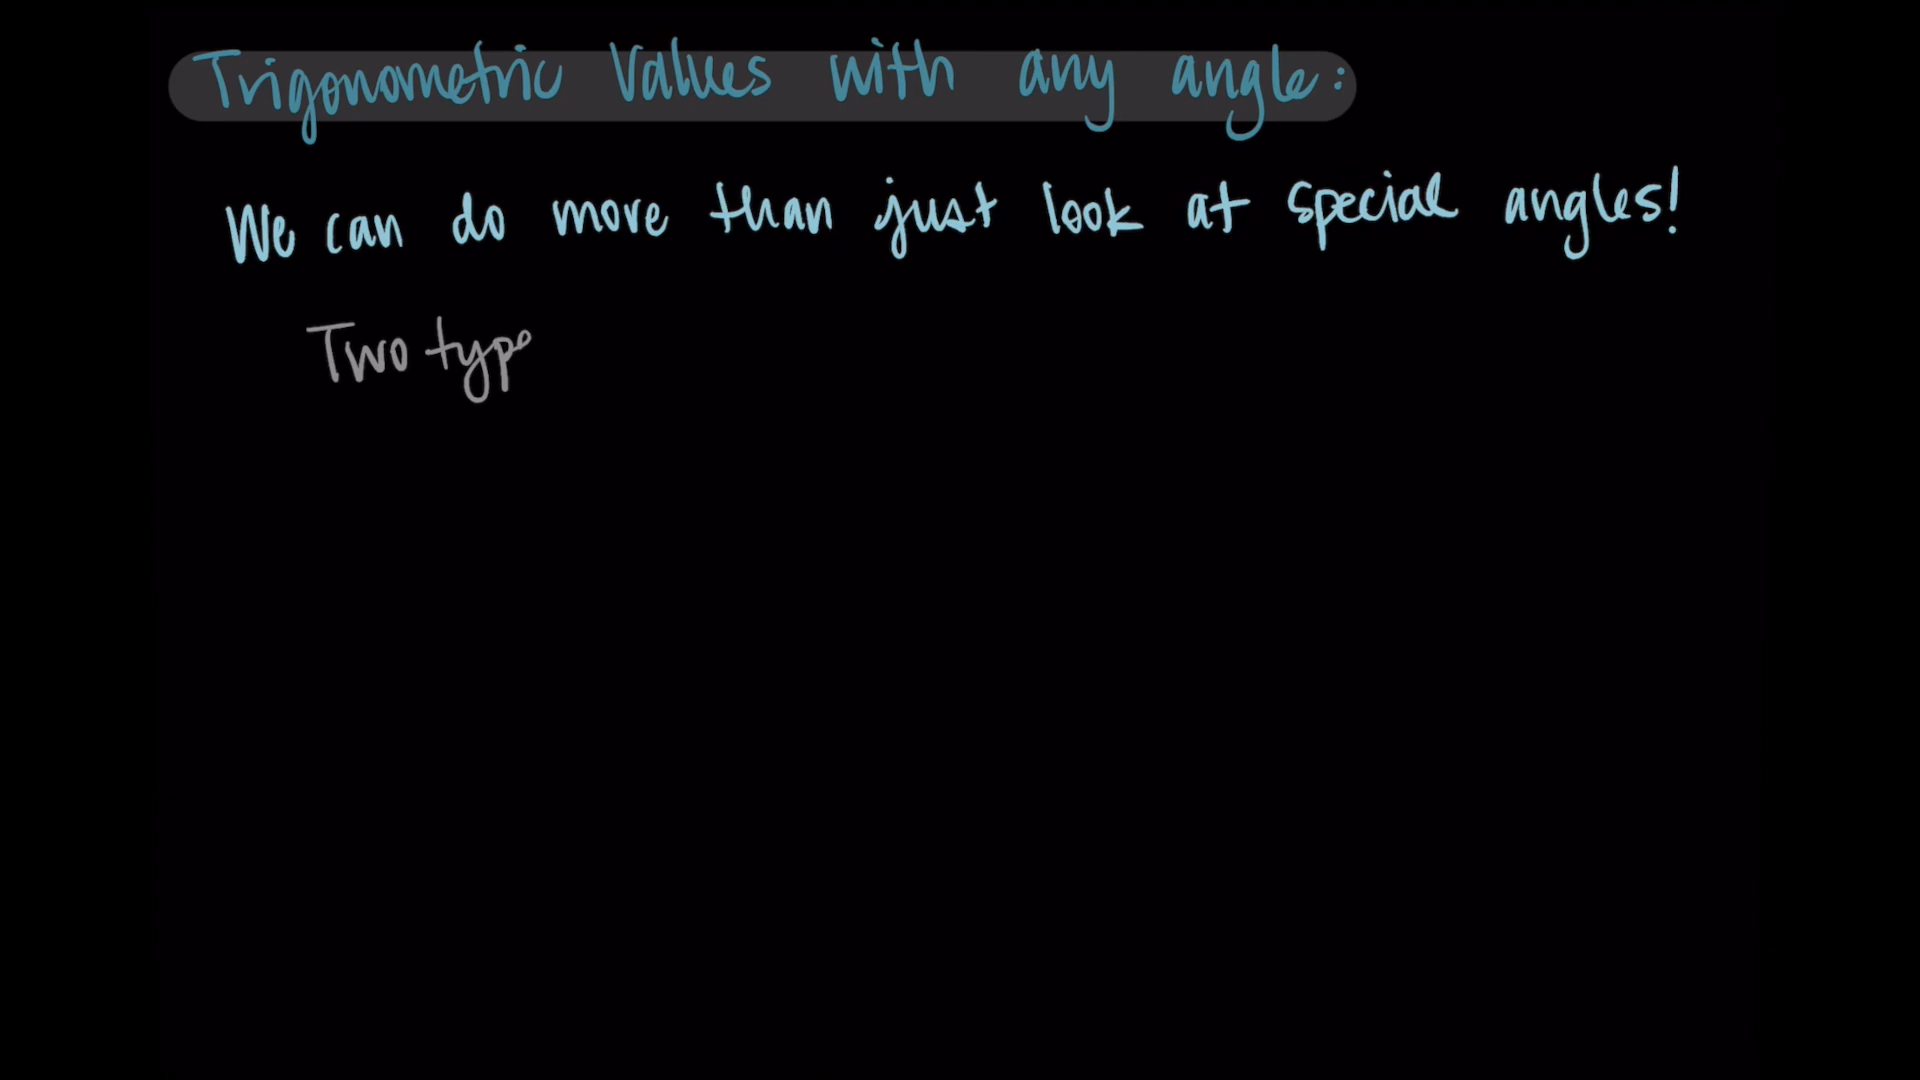 Trigonometric Values with any angle:
We can do more than just look at special angles!
Two type